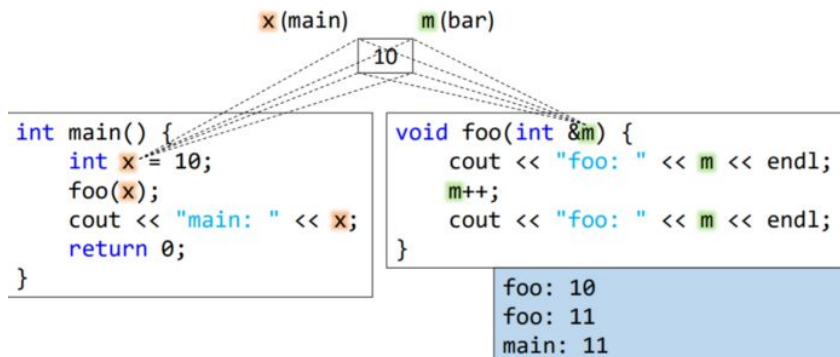 x(main) m(bar)
10
int main() {
    int x = 10;
    foo(x);
    cout << "main: " << x;
    return 0;
}
void foo(int &m) {
    cout << "foo: " << m << endl;
    m++;
    cout << "foo: " << m << endl;
}
foo: 10
foo: 11
main: 11